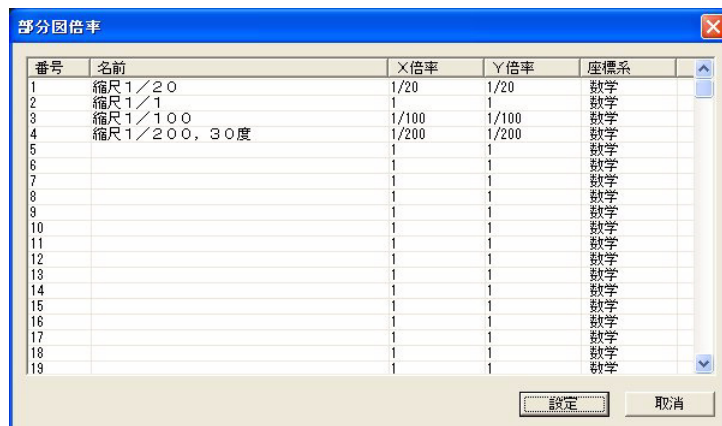 部分図倍率
番号 名前 X倍率 Y倍率 座標系
1 縮尺1/20 1/20 1/20 数学
2 縮尺1/1 1 1 数学
3 縮尺1/100 1/100 1/100 数学
4 縮尺1/200,30度 1/200 1/200 数学
5 1 1 数学
6 1 1 数学
7 1 1 数学
8 1 1 数学
9 1 1 数学
10 1 1 数学
11 1 1 数学
12 1 1 数学
13 1 1 数学
14 1 1 数学
15 1 1 数学
16 1 1 数学
17 1 1 数学
18 1 1 数学
19 1 1 数学
設定 取消